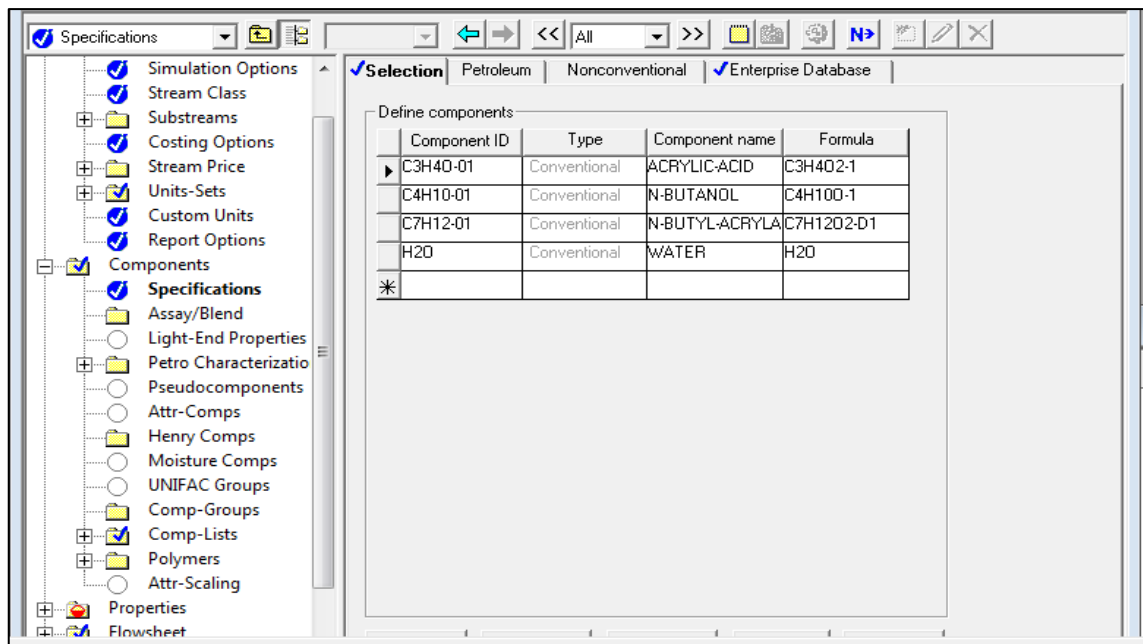 Specifications
All
N
Simulation Options
Stream Class
Substreams
Costing Options
Stream Price
Units-Sets
Custom Units
Report Options
Components
Specifications
Assay/Blend
Light-End Properties
Petro Characterizatio
Pseudocomponents
Attr-Comps
Henry Comps
Moisture Comps
UNIFAC Groups
Comp-Groups
Comp-Lists
Polymers
Attr-Scaling
Properties
Flowsheet
Selection Petroleum Nonconventional Enterprise Database
Define components
Component ID Type Component name Formula
C3H4O-01 Conventional ACRYLIC-ACID C3H4O2-1
C4H10-01 Conventional N-BUTANOL C4H10O-1
C7H12-01 Conventional N-BUTYL-ACRYLA C7H12O2-D1
H2O Conventional WATER H2O